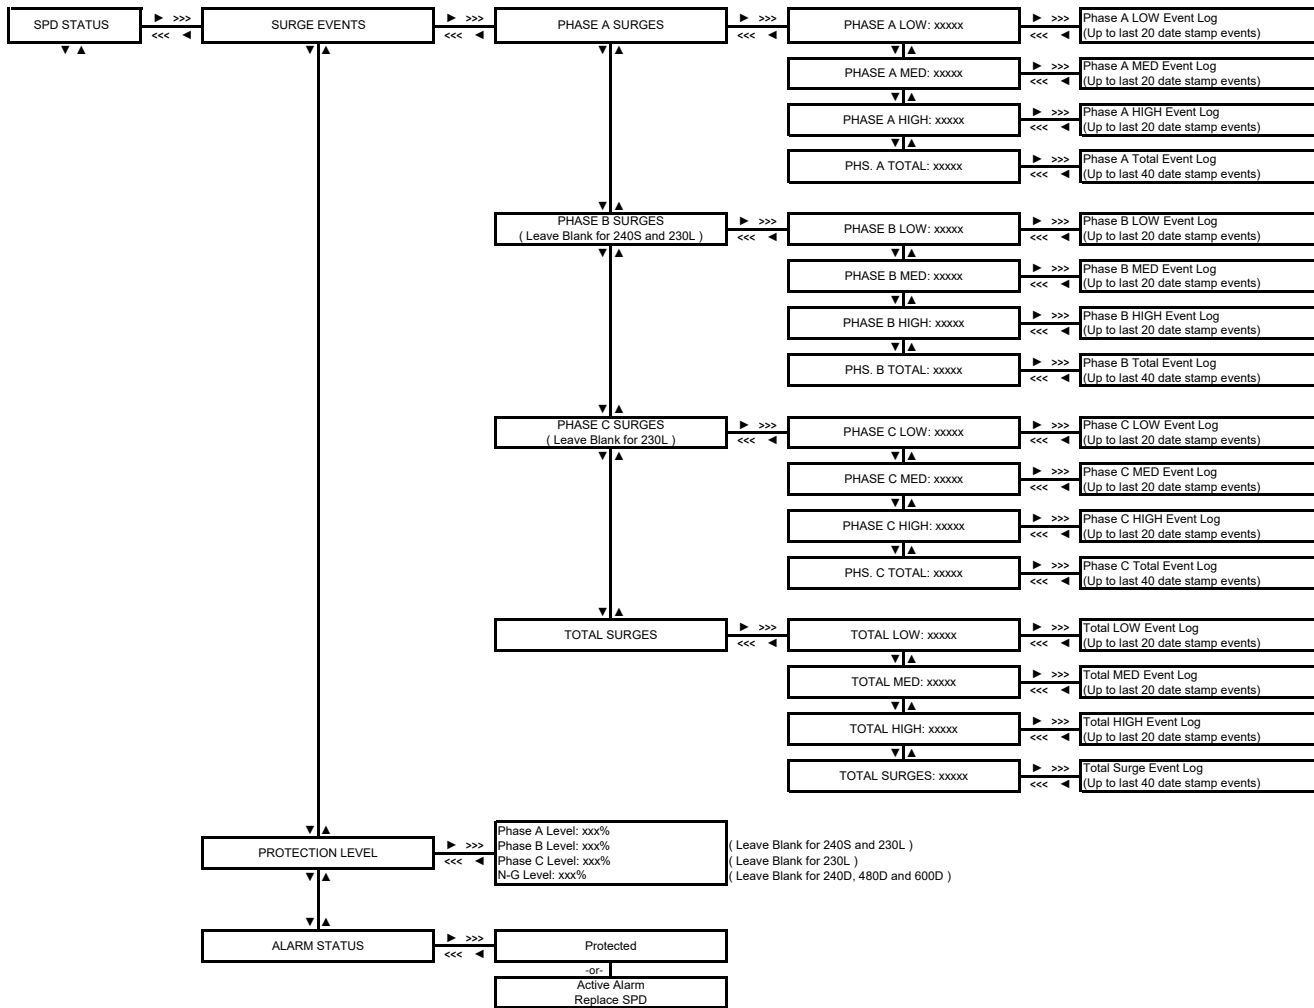 SPD STATUS
► >>>
<<< ◄
SURGE EVENTS
► >>>
<<< ◄
PHASE A SURGES
► >>>
<<< ◄
PHASE A LOW: xxxxx
► >>>
<<< ◄
Phase A LOW Event Log
(Up to last 20 date stamp events)
▼ ▲
▼ ▲
▼ ▲
▼ ▲
PHASE A MED: xxxxx
► >>>
<<< ◄
Phase A MED Event Log
(Up to last 20 date stamp events)
▼ ▲
PHASE A HIGH: xxxxx
► >>>
<<< ◄
Phase A HIGH Event Log
(Up to last 20 date stamp events)
▼ ▲
PHS. A TOTAL: xxxxx
► >>>
<<< ◄
Phase A Total Event Log
(Up to last 40 date stamp events)
▼ ▲
PHASE B SURGES
( Leave Blank for 240S and 230L )
► >>>
<<< ◄
PHASE B LOW: xxxxx
► >>>
<<< ◄
Phase B LOW Event Log
(Up to last 20 date stamp events)
▼ ▲
▼ ▲
PHASE B MED: xxxxx
► >>>
<<< ◄
Phase B MED Event Log
(Up to last 20 date stamp events)
▼ ▲
PHASE B HIGH: xxxxx
► >>>
<<< ◄
Phase B HIGH Event Log
(Up to last 20 date stamp events)
▼ ▲
PHS. B TOTAL: xxxxx
► >>>
<<< ◄
Phase B Total Event Log
(Up to last 40 date stamp events)
▼ ▲
PHASE C SURGES
( Leave Blank for 230L )
► >>>
<<< ◄
PHASE C LOW: xxxxx
► >>>
<<< ◄
Phase C LOW Event Log
(Up to last 20 date stamp events)
▼ ▲
▼ ▲
PHASE C MED: xxxxx
► >>>
<<< ◄
Phase C MED Event Log
(Up to last 20 date stamp events)
▼ ▲
PHASE C HIGH: xxxxx
► >>>
<<< ◄
Phase C HIGH Event Log
(Up to last 20 date stamp events)
▼ ▲
PHS. C TOTAL: xxxxx
► >>>
<<< ◄
Phase C Total Event Log
(Up to last 40 date stamp events)
▼ ▲
TOTAL SURGES
► >>>
<<< ◄
TOTAL LOW: xxxxx
► >>>
<<< ◄
Total LOW Event Log
(Up to last 20 date stamp events)
▼ ▲
TOTAL MED: xxxxx
► >>>
<<< ◄
Total MED Event Log
(Up to last 20 date stamp events)
▼ ▲
TOTAL HIGH: xxxxx
► >>>
<<< ◄
Total HIGH Event Log
(Up to last 20 date stamp events)
▼ ▲
TOTAL SURGES: xxxxx
► >>>
<<< ◄
Total Surge Event Log
(Up to last 40 date stamp events)
▼ ▲
PROTECTION LEVEL
► >>>
<<< ◄
Phase A Level: xxx%
Phase B Level: xxx% ( Leave Blank for 240S and 230L )
Phase C Level: xxx% ( Leave Blank for 230L )
N-G Level: xxx% ( Leave Blank for 240D, 480D and 600D )
▼ ▲
▼ ▲
ALARM STATUS
► >>>
<<< ◄
Protected
-or-
Active Alarm
Replace SPD